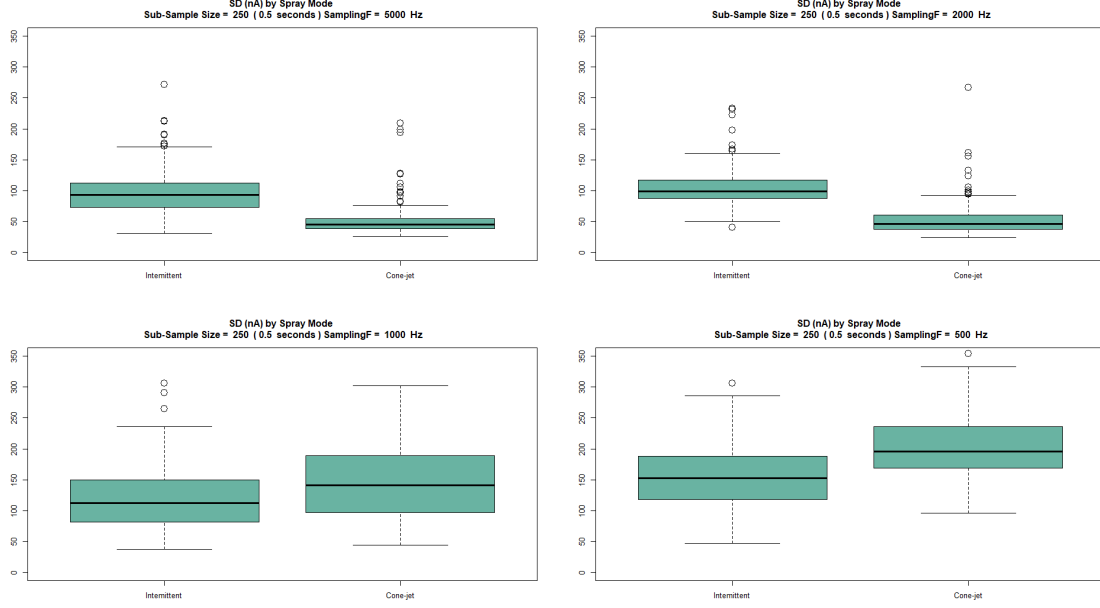 SD (nA) by Spray Mode
Sub-Sample Size = 250 ( 0.5 seconds ) SamplingF = 5000 Hz
350
300
250
200
150
100
50
0
Intemittent
Cone-jet
SD (nA) by Spray Mode
Sub-Sample Size = 250 ( 0.5 seconds ) SamplingF = 2000 Hz
350
300
250
200
150
100
50
0
Intemittent
Cone-jet
SD (nA) by Spray Mode
Sub-Sample Size = 250 ( 0.5 seconds ) SamplingF = 1000 Hz
350
300
250
200
150
100
50
0
Intemittent
Cone-jet
SD (nA) by Spray Mode
Sub-Sample Size = 250 ( 0.5 seconds ) SamplingF = 500 Hz
350
300
250
200
150
100
50
0
Intemittent
Cone-jet